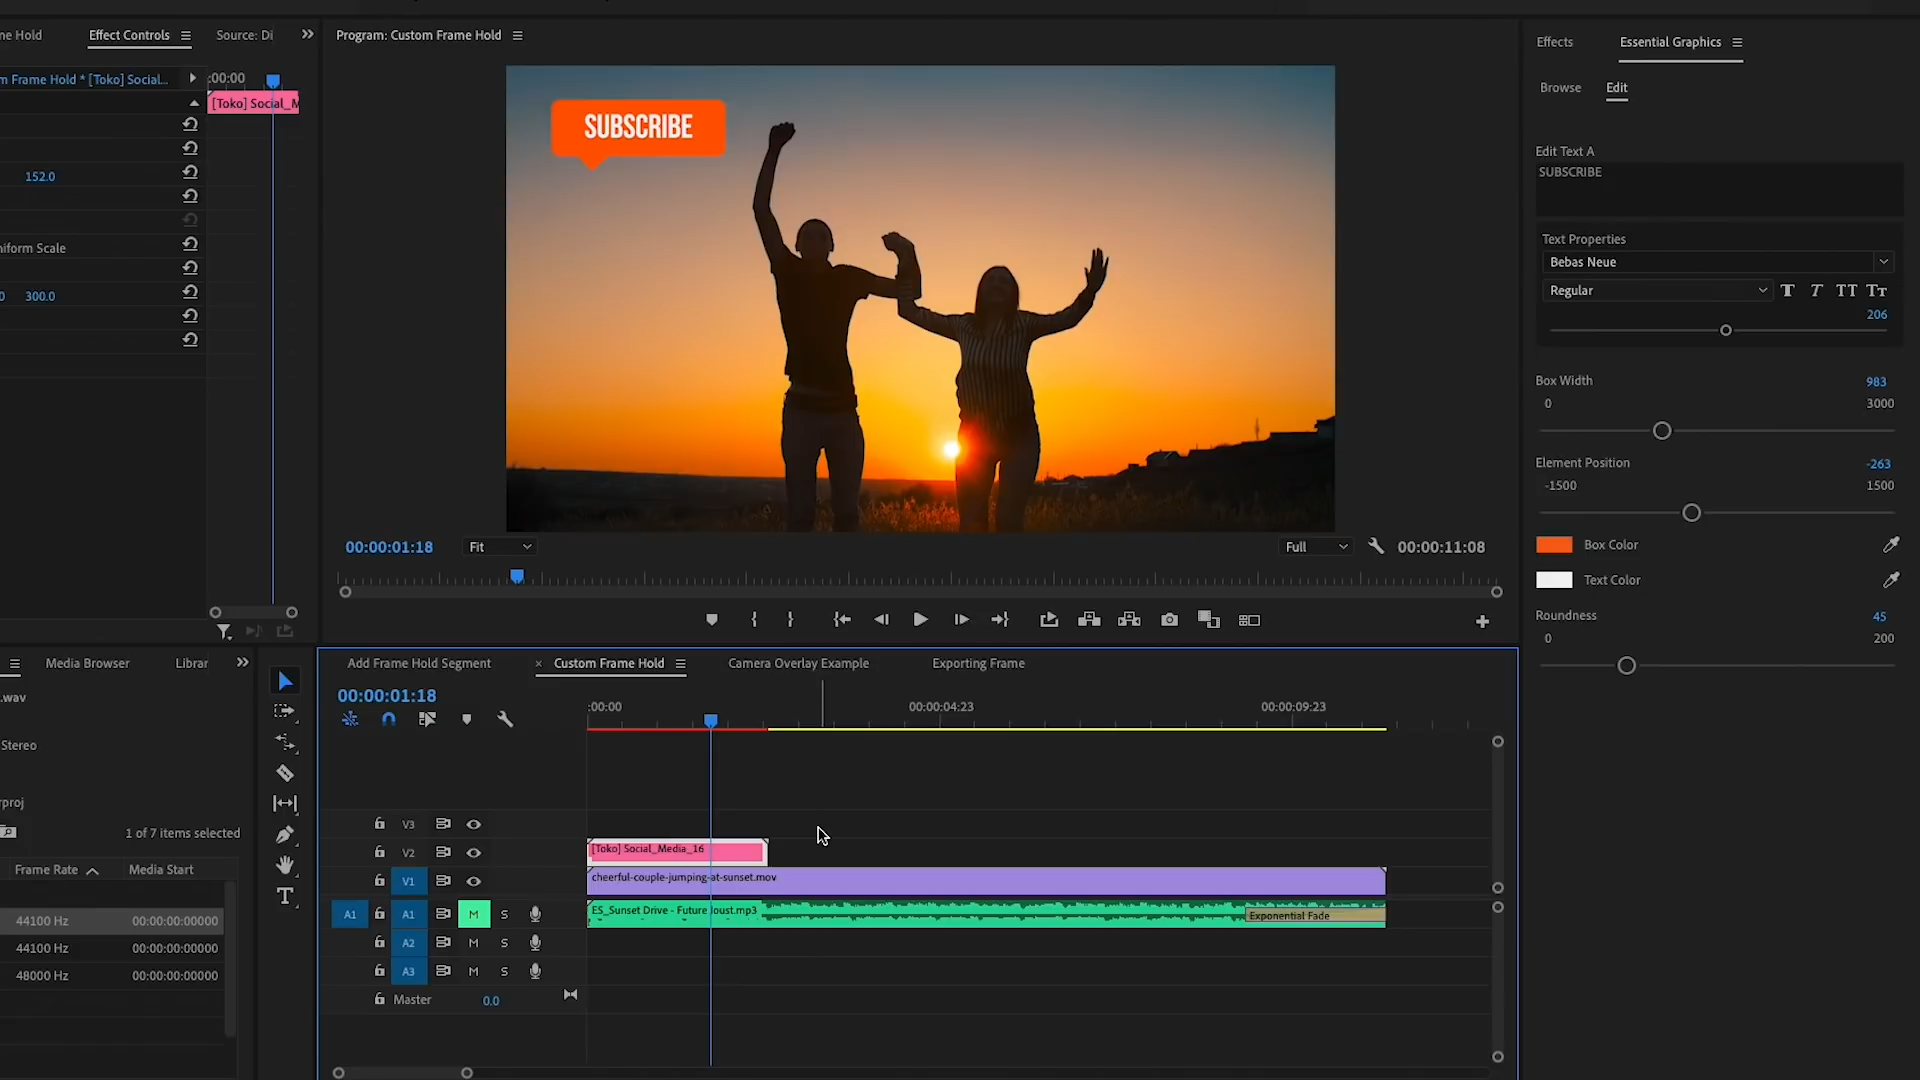 ne Hold
Effect Controls
Source: Di
Program: Custom Frame Hold
Effects
Essential Graphics
Browse
Edit
m Frame Hold * [Toko] Social...
:00:00
[Toko] Social_M
152.0
niform Scale
0
300.0
SUBSCRIBE
Edit Text A
SUBSCRIBE
Text Properties
Bebas Neue
Regular
T T TT Tт
206
Box Width
983
0
3000
Element Position
-263
-1500
1500
Box Color
Text Color
Roundness
45
0
200
00:00:01:18
Fit
Full
00:00:11:08
Media Browser
Librar
.wav
Stereo
rproj
1 of 7 items selected
Frame Rate
Media Start
44100 Hz
00:00:00:00000
44100 Hz
00:00:00:00000
48000 Hz
00:00:00:00000
T
Add Frame Hold Segment
× Custom Frame Hold
Camera Overlay Example
Exporting Frame
00:00:01:18
:00:00
00:00:04:23
00:00:09:23
V3
V2
[Toko] Social_Media_16
V1
cheerful-couple-jumping-at-sunset.mov
A1
A1
M
S
ES_Sunset Drive - Future Joust.mp3
Exponential Fade
A2
M
S
A3
M
S
Master
0.0